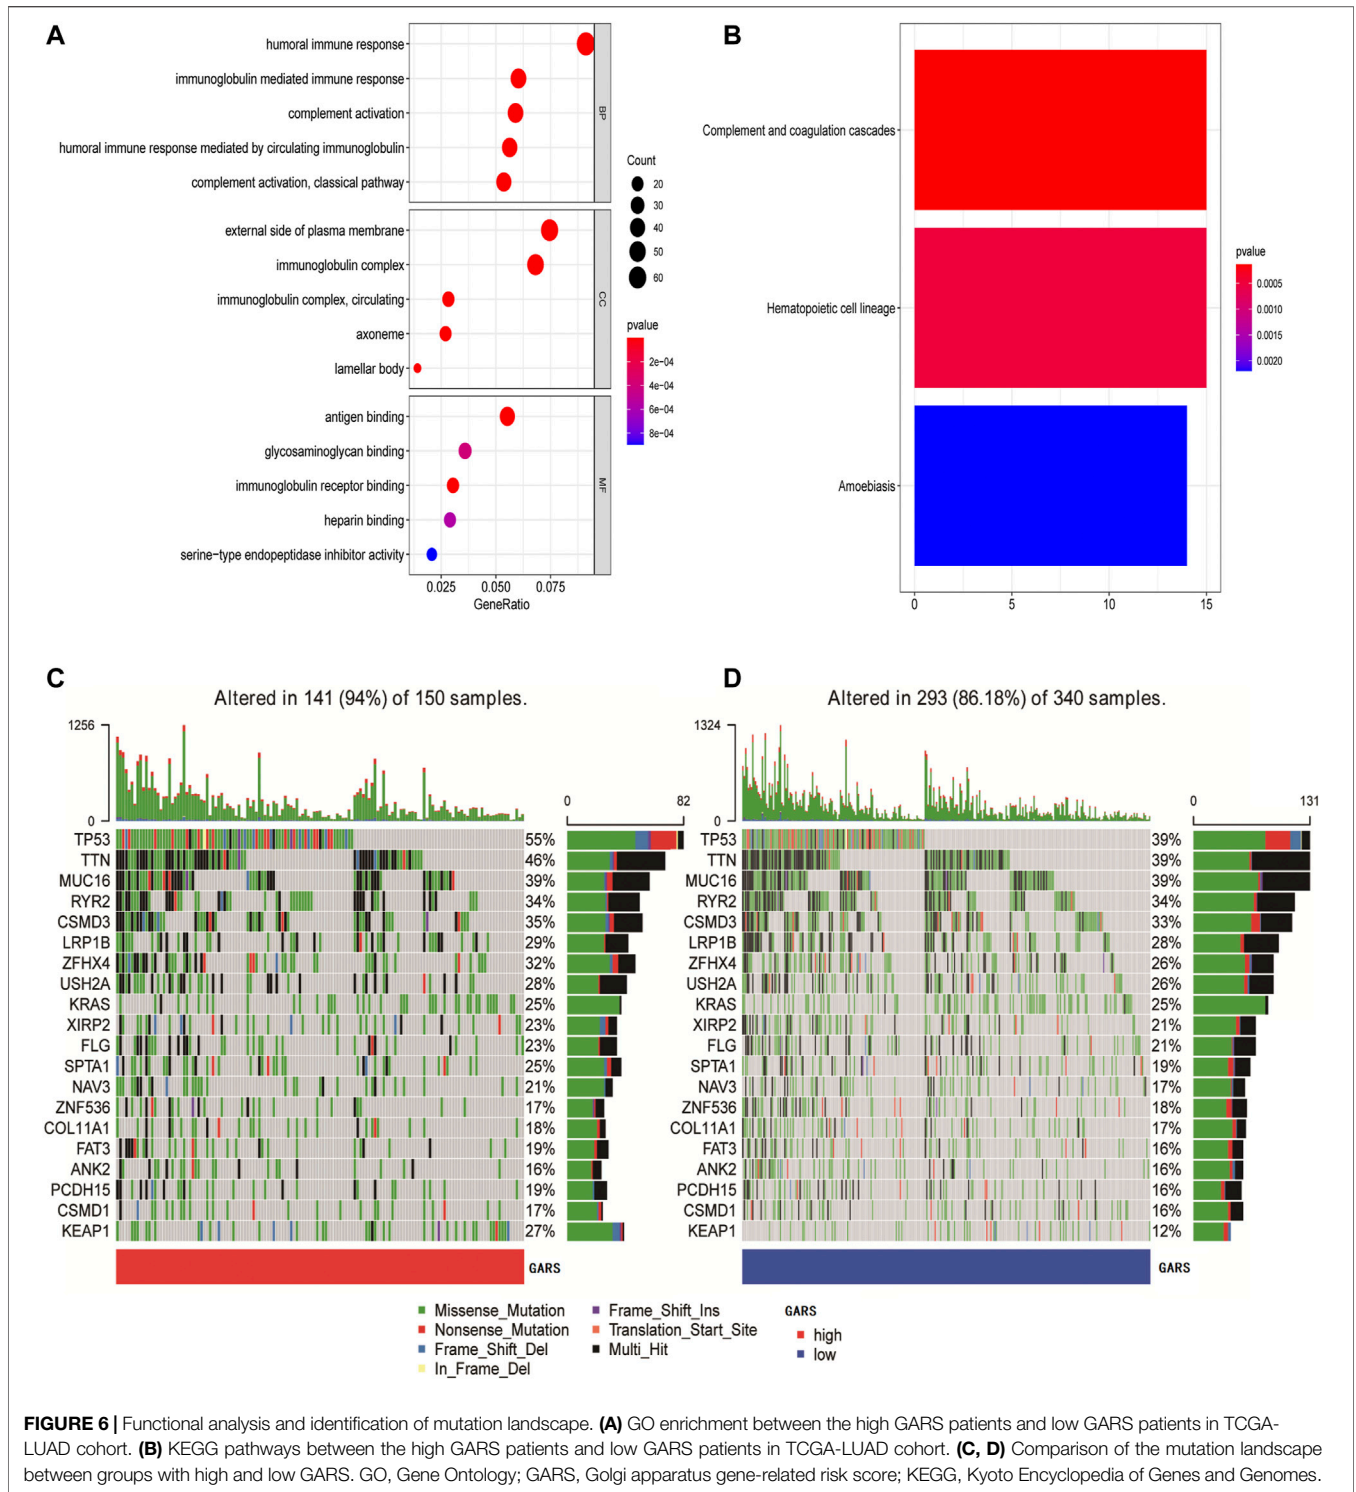 A
humoral immune response
immunoglobulin mediated immune response
complement activation
humoral immune response mediated by circulating immunoglobulin
complement activation, classical pathway
BP
external side of plasma membrane
immunoglobulin complex
immunoglobulin complex, circulating
axoneme
lamellar body
CC
antigen binding
glycosaminoglycan binding
immunoglobulin receptor binding
heparin binding
serine−type endopeptidase inhibitor activity
MF
0.025 0.050 0.075
GeneRatio
Count
20
30
40
50
60
pvalue
2e−04
4e−04
6e−04
8e−04
B
Complement and coagulation cascades
Hematopoietic cell lineage
Amoebiasis
0 5 10 15
pvalue
0.0005
0.0010
0.0015
0.0020
C
Altered in 141 (94%) of 150 samples.
1256
0
0 82
TP53 55%
TTN 46%
MUC16 39%
RYR2 34%
CSMD3 35%
LRP1B 29%
ZFHX4 32%
USH2A 28%
KRAS 25%
XIRP2 23%
FLG 23%
SPTA1 25%
NAV3 21%
ZNF536 17%
COL11A1 18%
FAT3 19%
ANK2 16%
PCDH15 19%
CSMD1 17%
KEAP1 27%
GARS
D
Altered in 293 (86.18%) of 340 samples.
1324
0
0 131
TP53 39%
TTN 39%
MUC16 39%
RYR2 34%
CSMD3 33%
LRP1B 28%
ZFHX4 26%
USH2A 26%
KRAS 25%
XIRP2 21%
FLG 21%
SPTA1 19%
NAV3 17%
ZNF536 18%
COL11A1 17%
FAT3 16%
ANK2 16%
PCDH15 16%
CSMD1 16%
KEAP1 12%
GARS
Missense_Mutation
Nonsense_Mutation
Frame_Shift_Del
In_Frame_Del
Frame_Shift_Ins
Translation_Start_Site
Multi_Hit
GARS
high
low
FIGURE 6 | Functional analysis and identification of mutation landscape. (A) GO enrichment between the high GARS patients and low GARS patients in TCGA-
LUAD cohort. (B) KEGG pathways between the high GARS patients and low GARS patients in TCGA-LUAD cohort. (C, D) Comparison of the mutation landscape
between groups with high and low GARS. GO, Gene Ontology; GARS, Golgi apparatus gene-related risk score; KEGG, Kyoto Encyclopedia of Genes and Genomes.